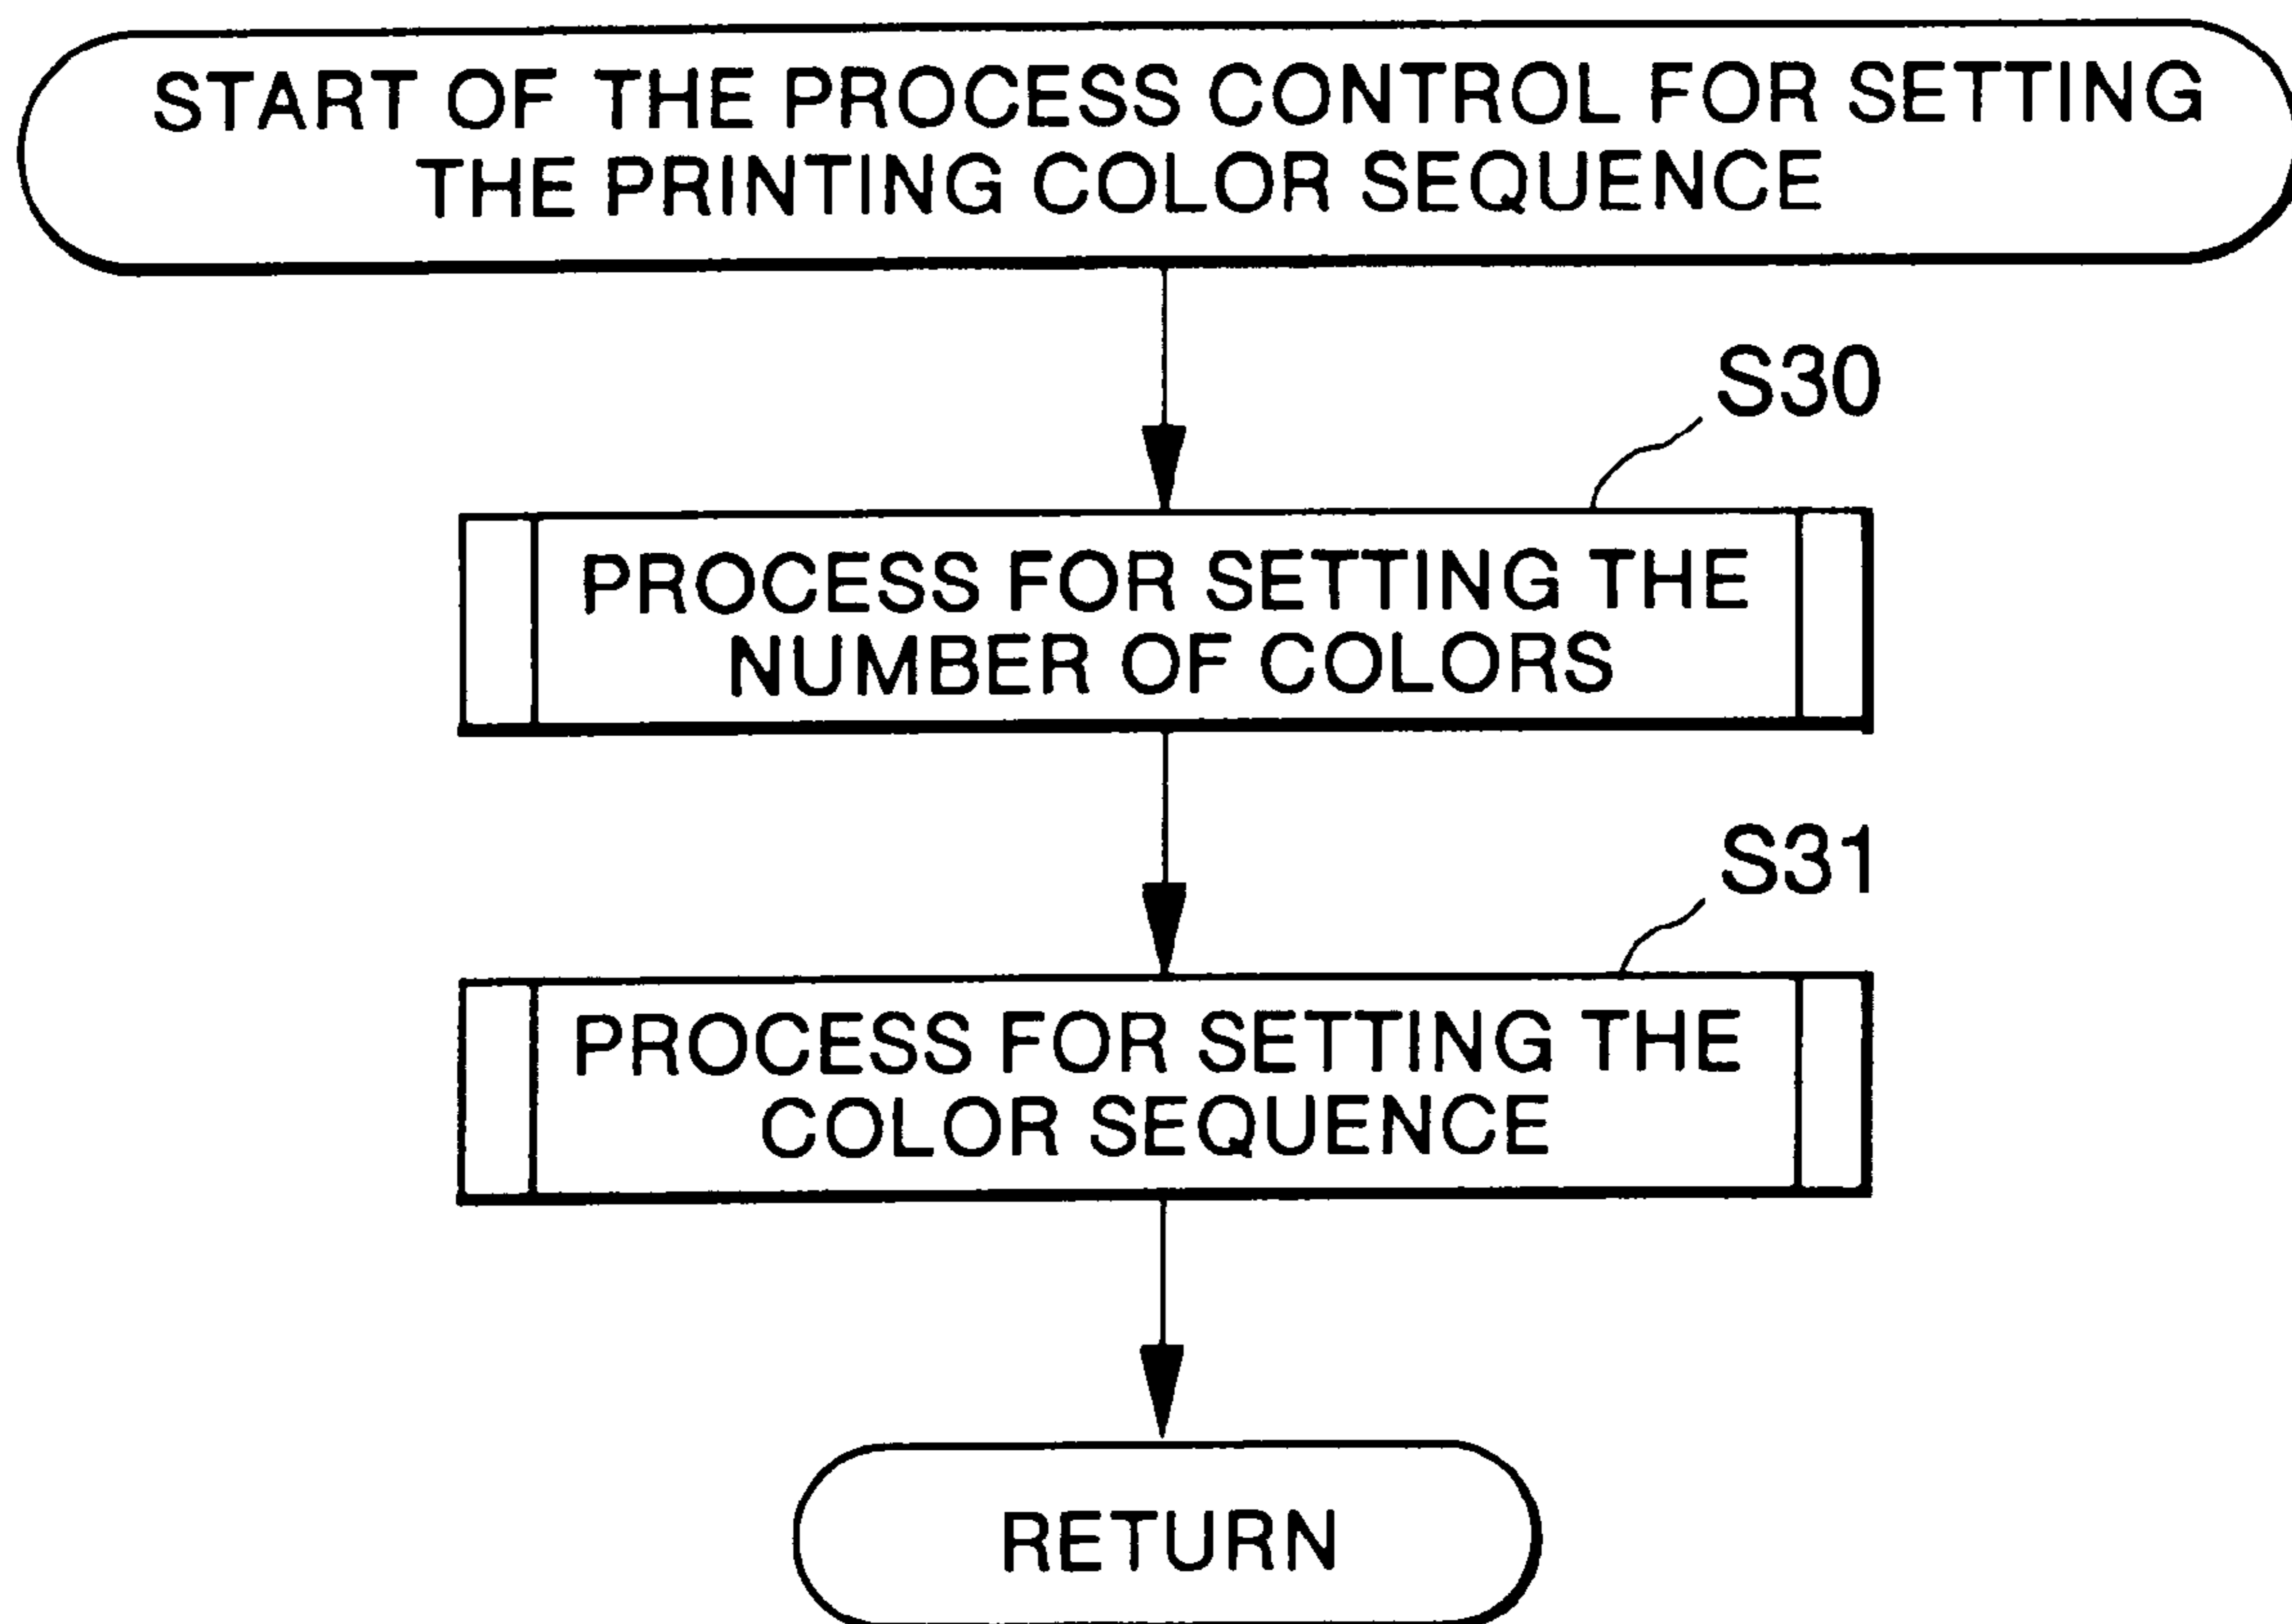 START OF THE PROCESS CONTROL FOR SETTING
THE PRINTING COLOR SEQUENCE
S30
PROCESS FOR SETTING THE
NUMBER OF COLORS
S31
PROCESS FOR SETTING THE
COLOR SEQUENCE
RETURN